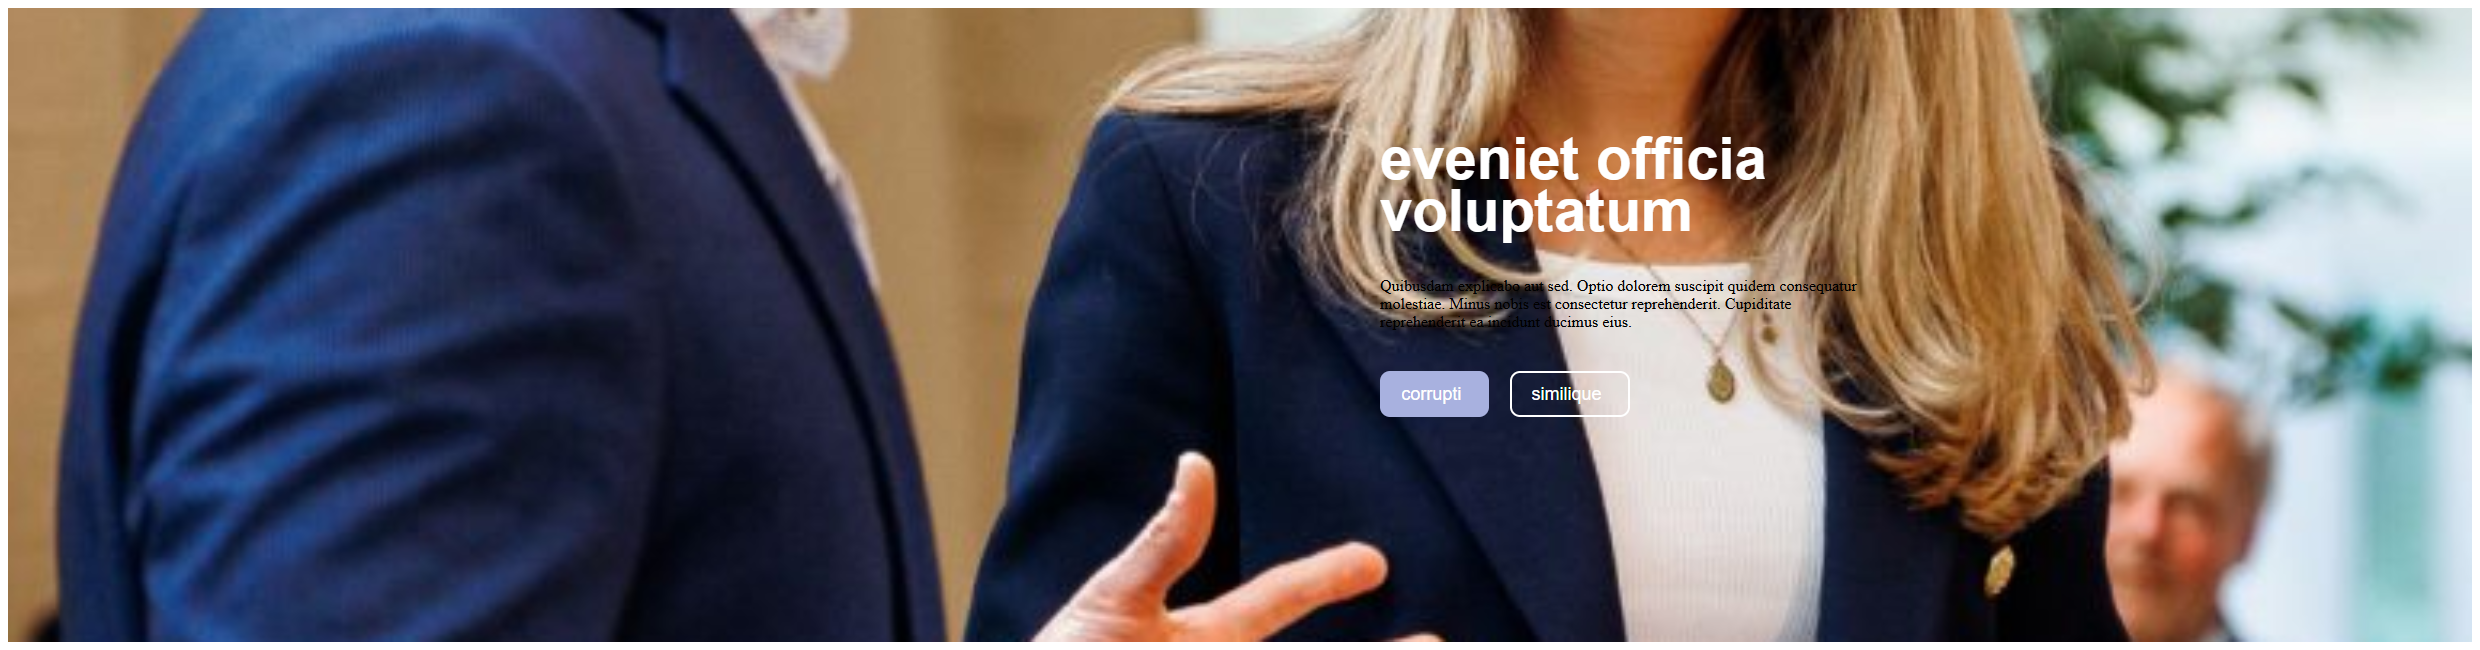 eveniet officia
voluptatum
Quibusdam explicabo aut sed. Optio dolorem suscipit quidem consequatur
molestiae. Minus nobis est consectetur reprehenderit. Cupiditate
reprehenderit ea incidunt ducimus eius.
corrupti
similique